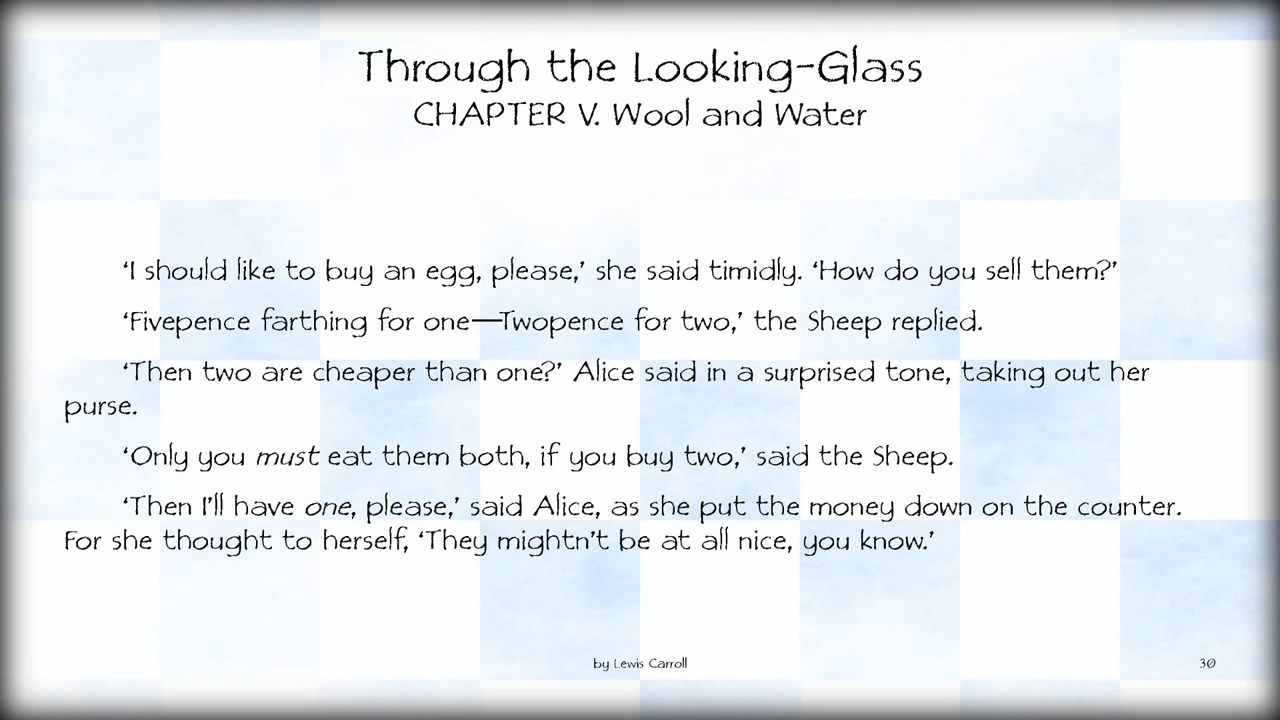 Through the Looking-Glass
CHAPTER V. Wool and Water
‘I should like to buy an egg, please,’ she said timidly. ‘How do you sell them?’
‘Fivepence farthing for one—Twopence for two,’ the Sheep replied.
‘Then two are cheaper than one?’ Alice said in a surprised tone, taking out her
purse.
‘Only you must eat them both, if you buy two,’ said the Sheep.
‘Then I’ll have one, please,’ said Alice, as she put the money down on the counter.
For she thought to herself, ‘They mightn’t be at all nice, you know.’
by Lewis Carroll
30